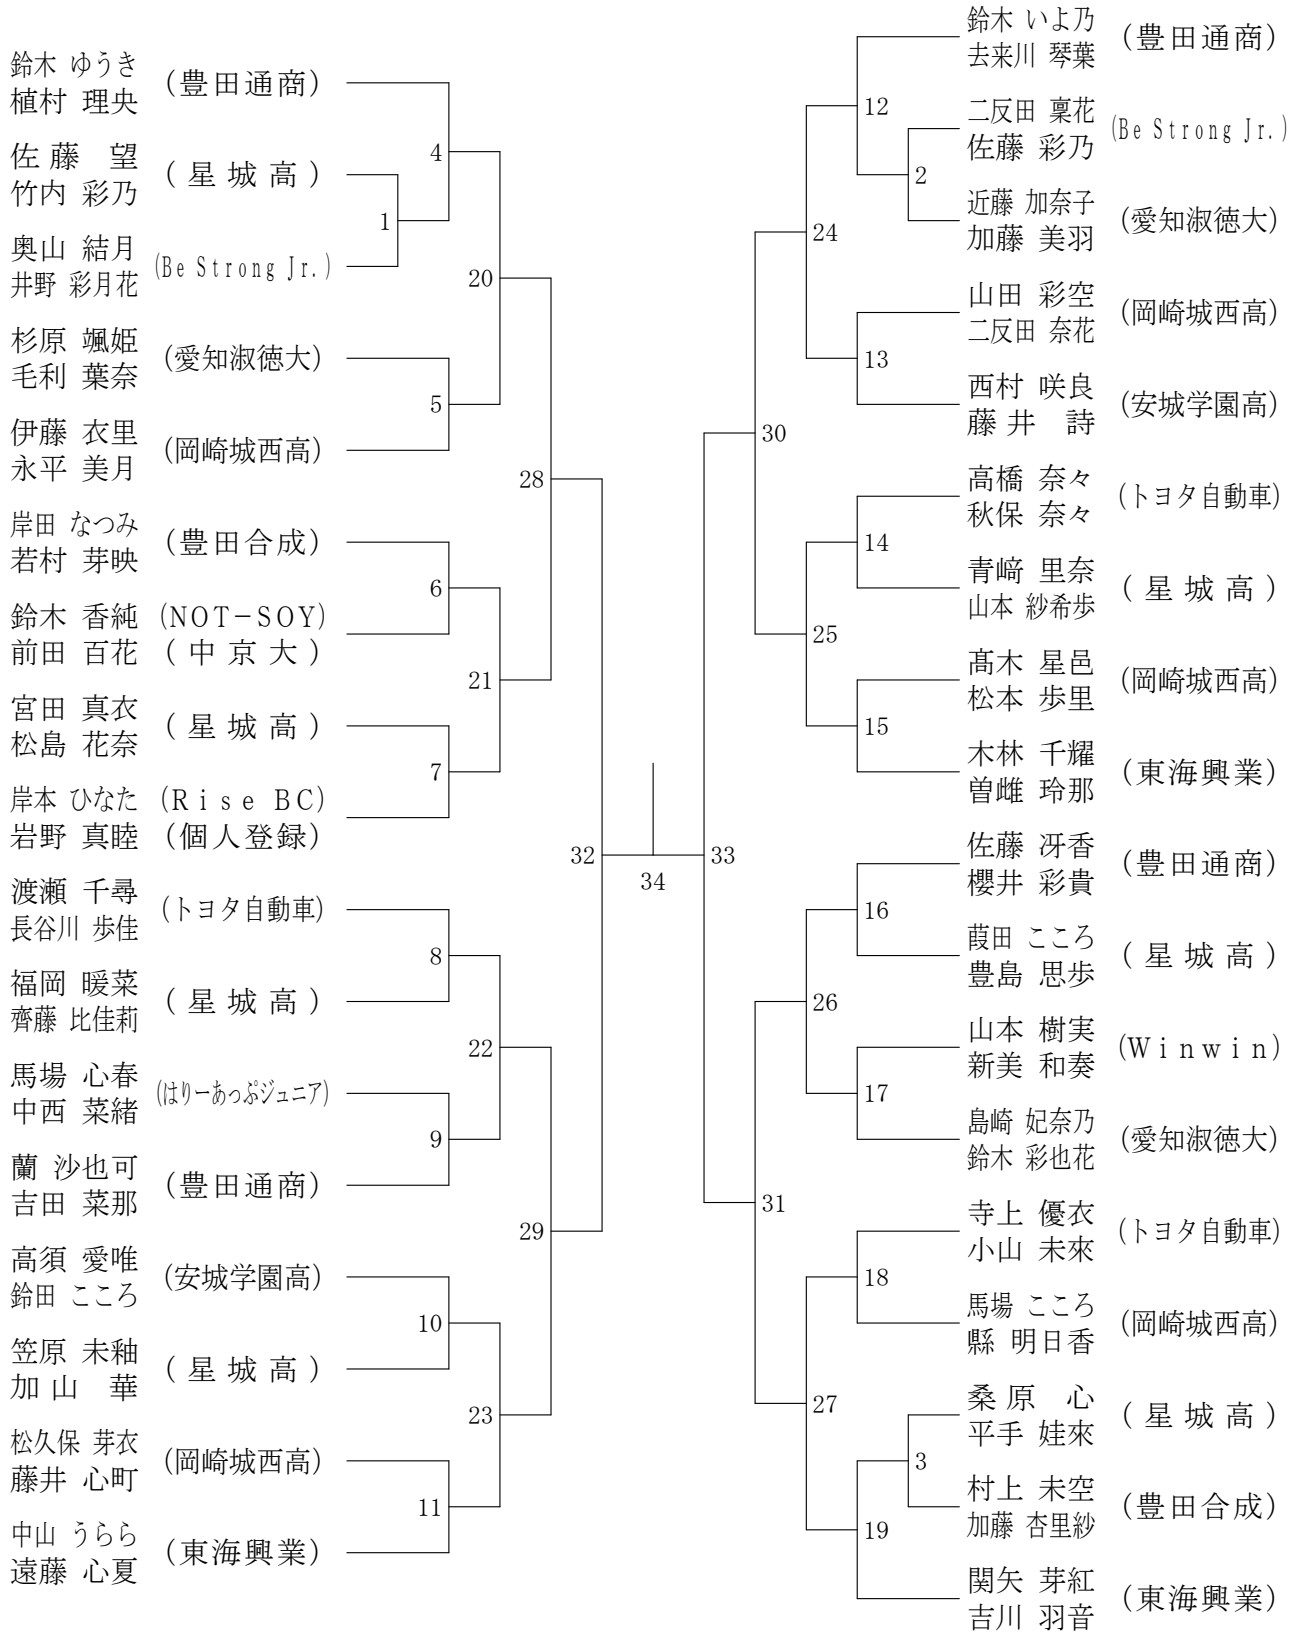 鈴木 ゆうき
植村 理央
(豊田通商)
佐藤 望
竹内 彩乃
(星城高)
奥山 結月
井野 彩月花
(Be Strong Jr.)
杉原 颯姫
毛利 葉奈
(愛知淑徳大)
伊藤 衣里
永平 美月
(岡崎城西高)
岸田 なつみ
若村 芽映
(豊田合成)
鈴木 香純 (NOT-SOY)
前田 百花 (中京大)
宮田 真衣
松島 花奈
(星城高)
岸本 ひなた (Rise BC)
岩野 真睦 (個人登録)
渡瀬 千尋
長谷川 歩佳
(トヨタ自動車)
福岡 暖菜
齊藤 比佳莉
(星城高)
馬場 心春
中西 菜緒
(はりーあっぷジュニア)
蘭 沙也可
吉田 菜那
(豊田通商)
高須 愛唯
鈴田 こころ
(安城学園高)
笠原 未釉
加山 華
(星城高)
松久保 芽衣
藤井 心町
(岡崎城西高)
中山 うらら
遠藤 心夏
(東海興業)
1
4
5
6
7
8
9
10
11
20
21
22
23
28
29
32
34
33
30
31
24
25
26
27
12
13
14
15
16
17
18
19
2
3
鈴木 いよ乃
去来川 琴葉
(豊田通商)
二反田 稟花
佐藤 彩乃
(Be Strong Jr.)
近藤 加奈子
加藤 美羽
(愛知淑徳大)
山田 彩空
二反田 奈花
(岡崎城西高)
西村 咲良
藤井 詩
(安城学園高)
高橋 奈々
秋保 奈々
(トヨタ自動車)
青﨑 里奈
山本 紗希歩
(星城高)
髙木 星邑
松本 歩里
(岡崎城西高)
木林 千耀
曽雌 玲那
(東海興業)
佐藤 冴香
櫻井 彩貴
(豊田通商)
葭田 こころ
豊島 思歩
(星城高)
山本 樹実
新美 和奏
(Winwin)
島崎 妃奈乃
鈴木 彩也花
(愛知淑徳大)
寺上 優衣
小山 未來
(トヨタ自動車)
馬場 こころ
縣 明日香
(岡崎城西高)
桑原 心
平手 娃來
(星城高)
村上 未空
加藤 杏里紗
(豊田合成)
関矢 芽紅
吉川 羽音
(東海興業)